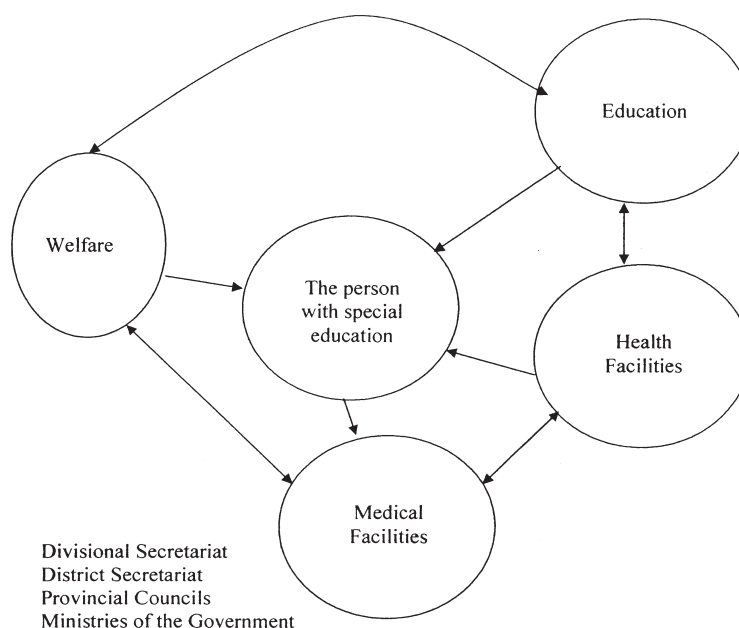 Education
Welfare
The person
with special
education
Health
Facilities
Medical
Facilities
Divisional Secretariat
District Secretariat
Provincial Councils
Ministries of the Government